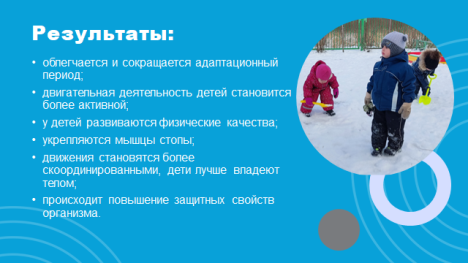 Результаты:
• облегчается и сокращается адаптационный
период;
• двигательная деятельность детей становится
более активной;
• у детей развиваются физические качества;
• укрепляются мышцы стопы;
• движения становятся более
скоординированными, дети лучше владеют
телом;
• происходит повышение защитных свойств
организма.